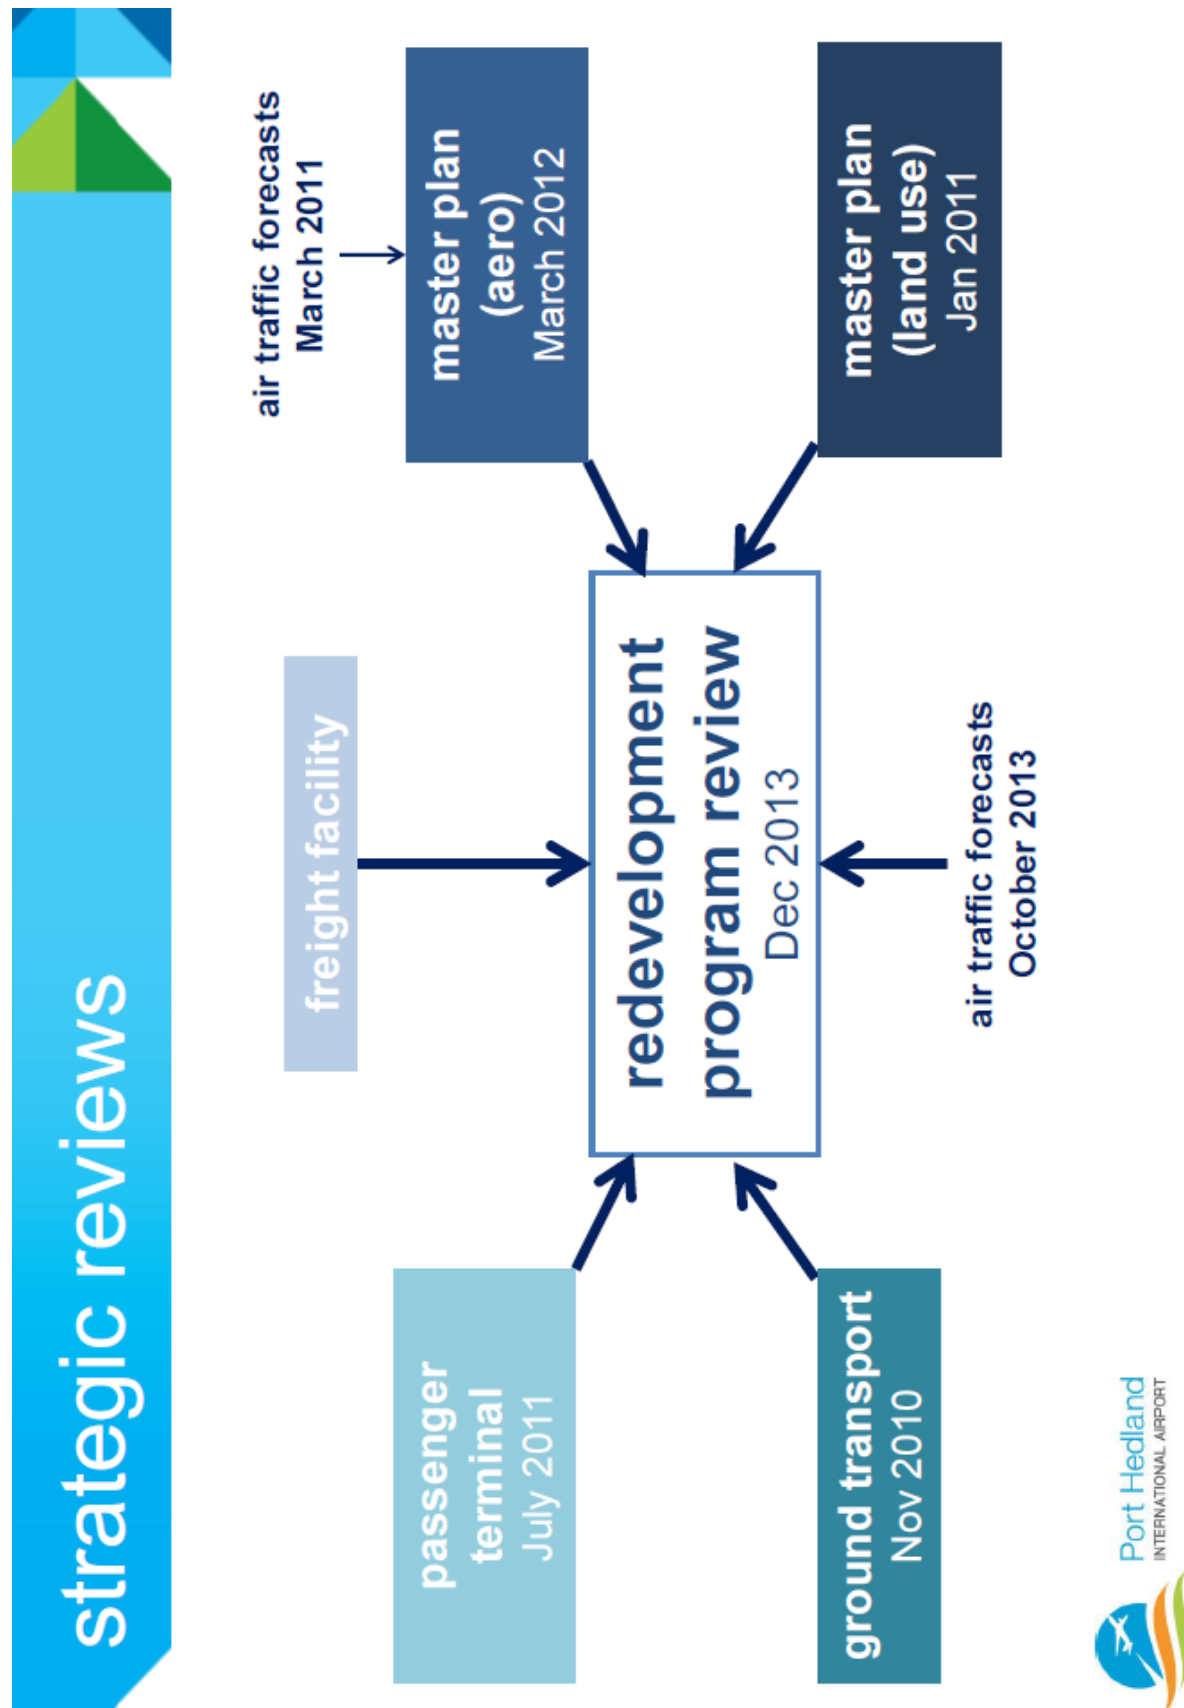 strategic reviews
freight facility
air traffic forecasts
March 2011
passenger
terminal
July 2011
master plan
(aero)
March 2012
redevelopment
program review
Dec 2013
ground transport
Nov 2010
master plan
(land use)
Jan 2011
air traffic forecasts
October 2013
Port Hedland
INTERNATIONAL AIRPORT